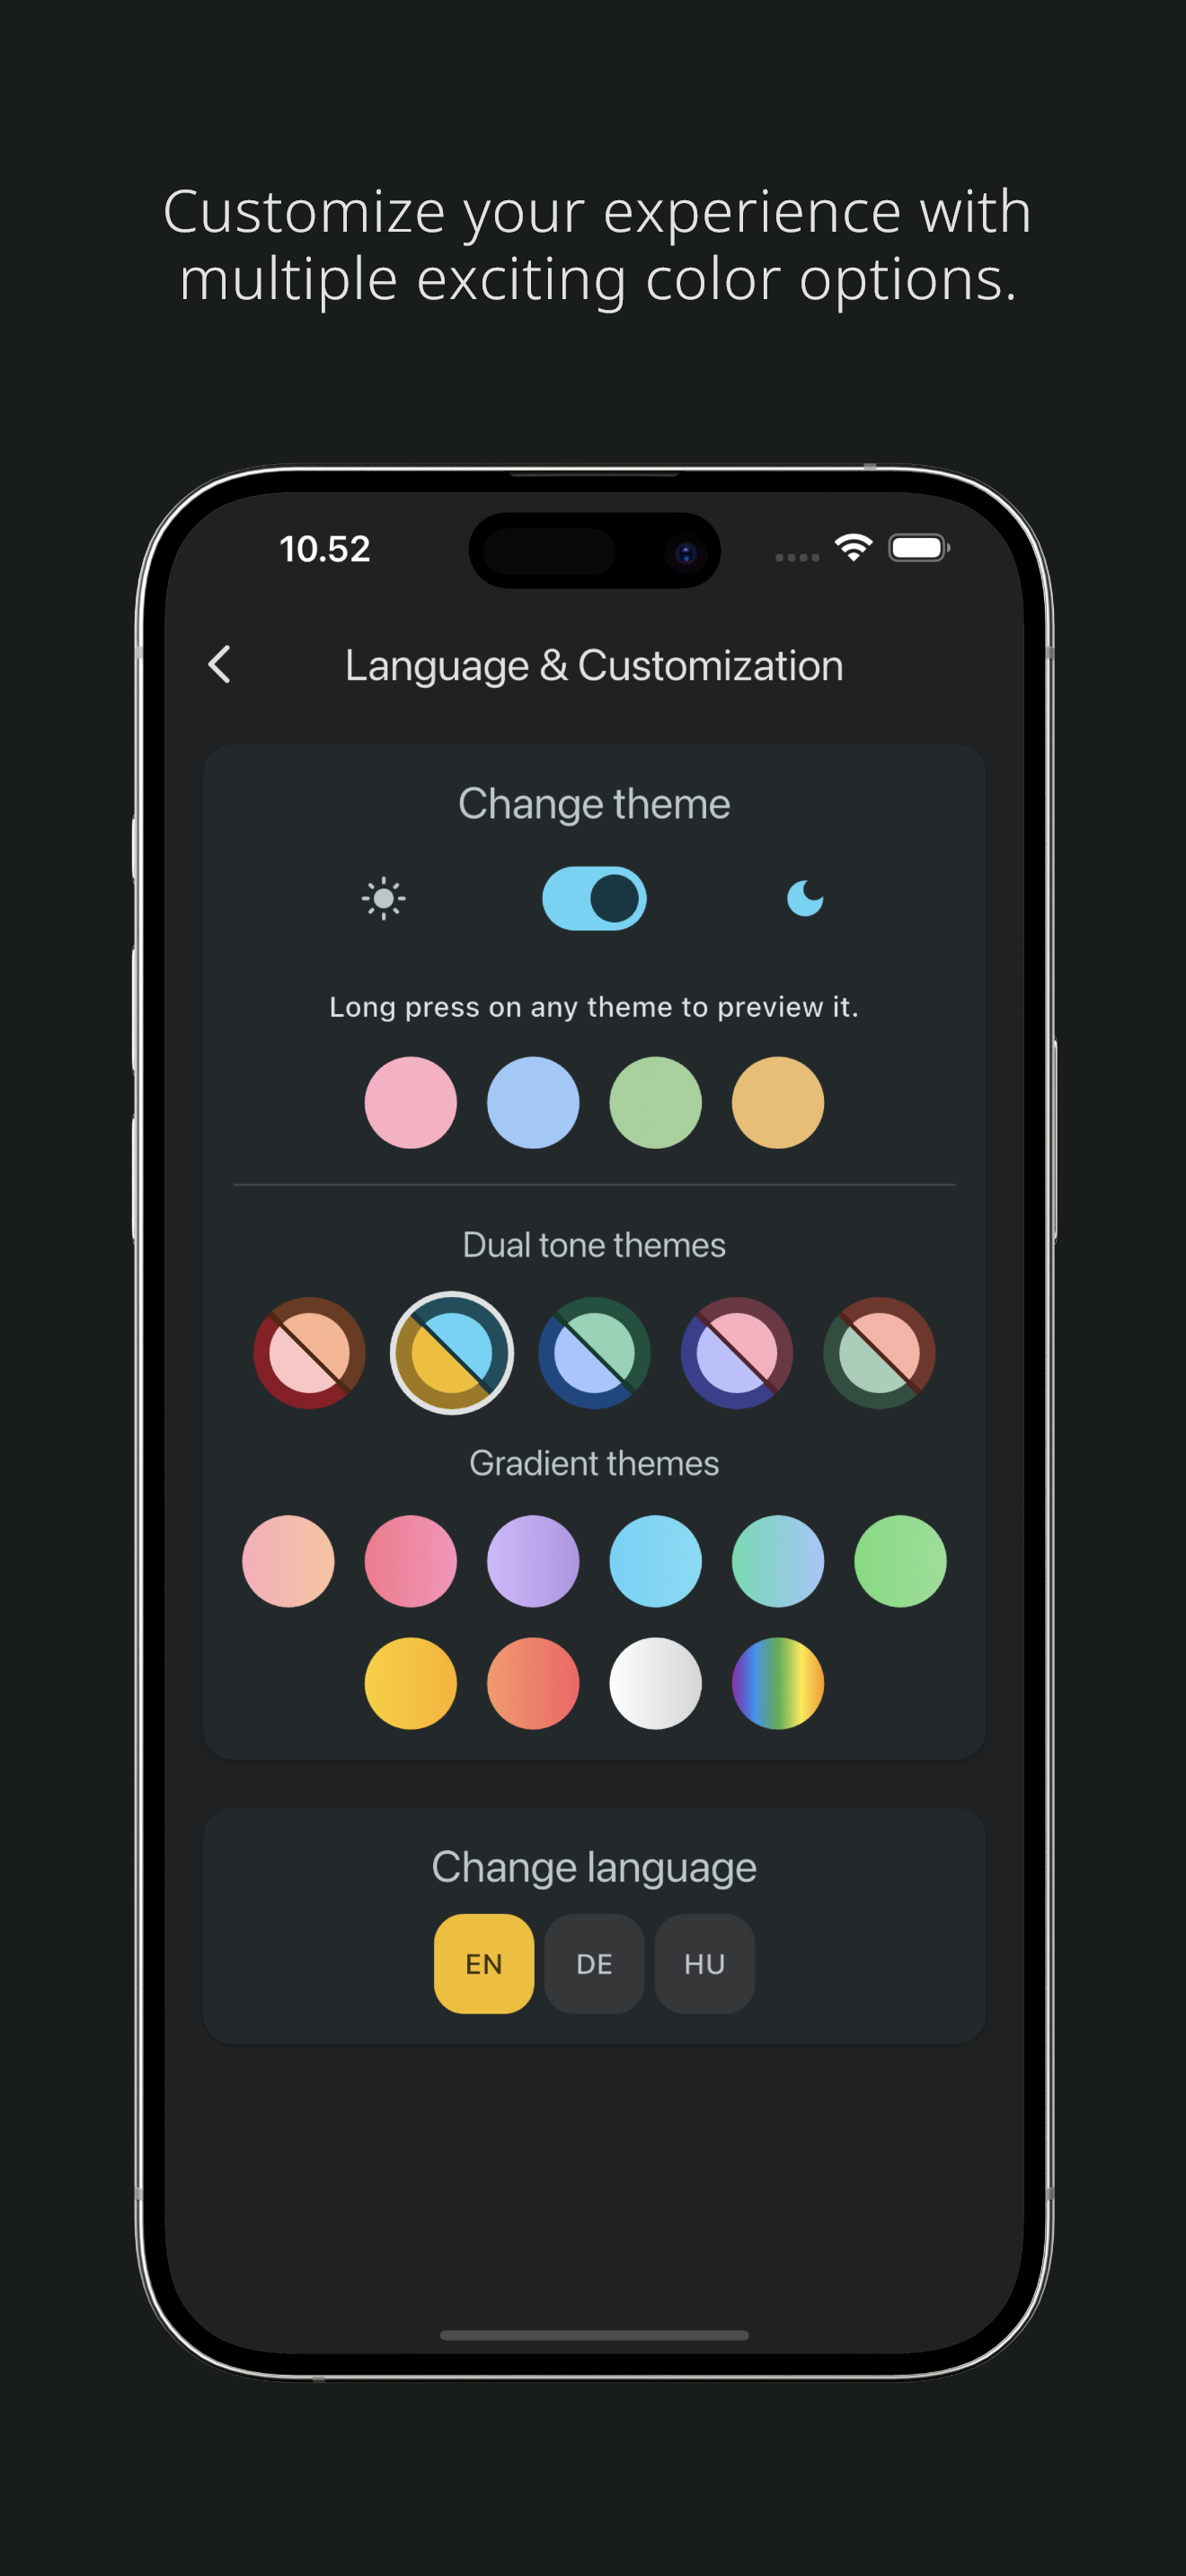 Customize your experience with
multiple exciting color options.
10.52
Language & Customization
Change theme
Long press on any theme to preview it.
Dual tone themes
Gradient themes
Change language
EN DE HU